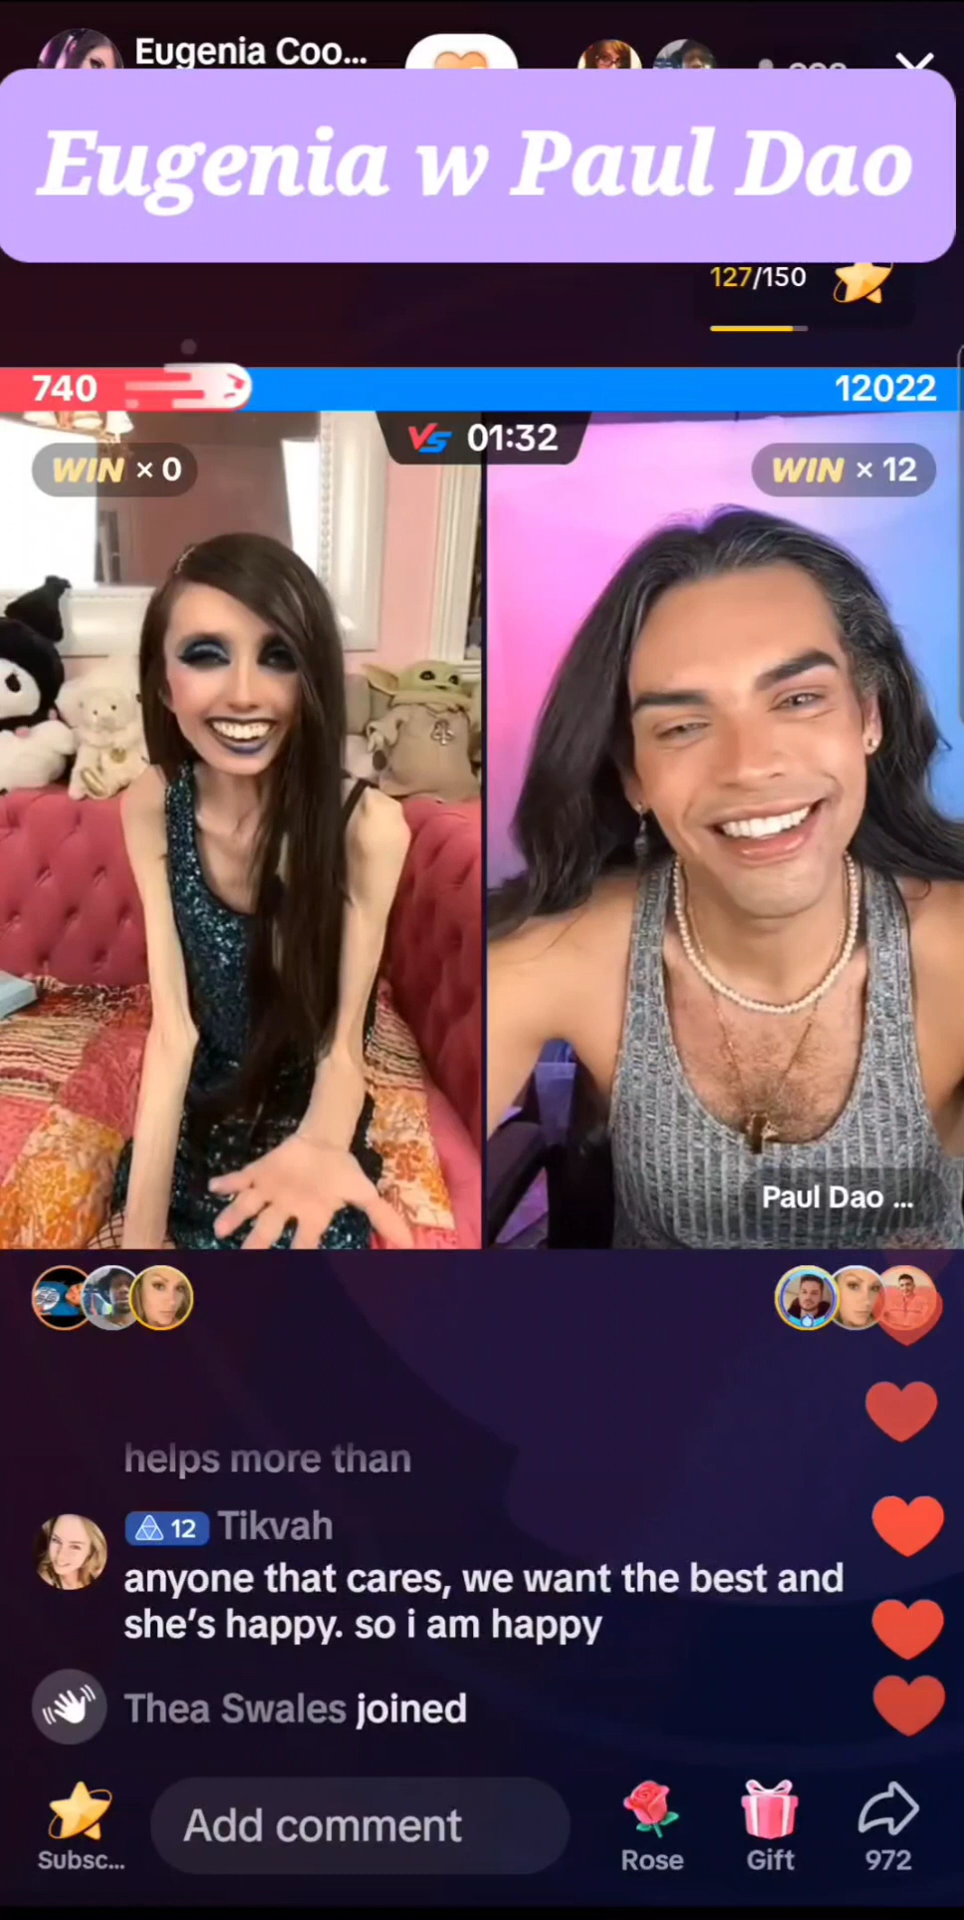 Eugenia Coo...
Eugenia w Paul Dao
127/150
740
12022
VS 01:32
WIN × 0
WIN × 12
Paul Dao ...
helps more than
12 Tikvah
anyone that cares, we want the best and
she's happy. so i am happy
Thea Swales joined
Add comment
Subsc...
Rose
Gift
972